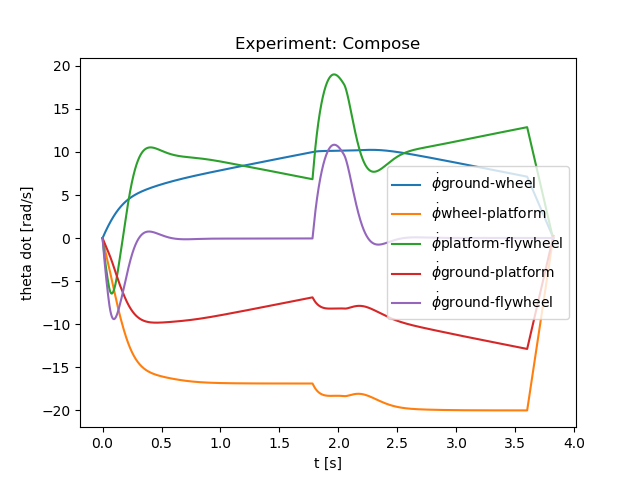 Experiment: Compose
theta dot [rad/s]
20
15
10
5
0
−5
−10
−15
−20
ϕ̇ground-wheel
ϕ̇wheel-platform
ϕ̇platform-flywheel
ϕ̇ground-platform
ϕ̇ground-flywheel
0.0 0.5 1.0 1.5 2.0 2.5 3.0 3.5 4.0
t [s]